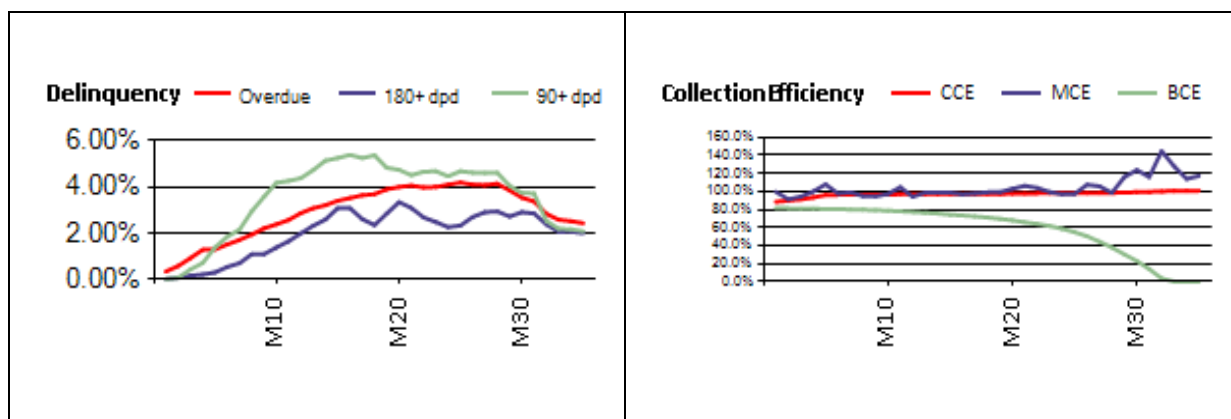 Delinquency Overdue 180+ dpd 90+ dpd
6.00%
4.00%
2.00%
0.00%
M10
M20
M30
Collection Efficiency CCE MCE BCE
160.0%
140.0%
120.0%
100.0%
80.0%
60.0%
40.0%
20.0%
0.0%
M10
M20
M30